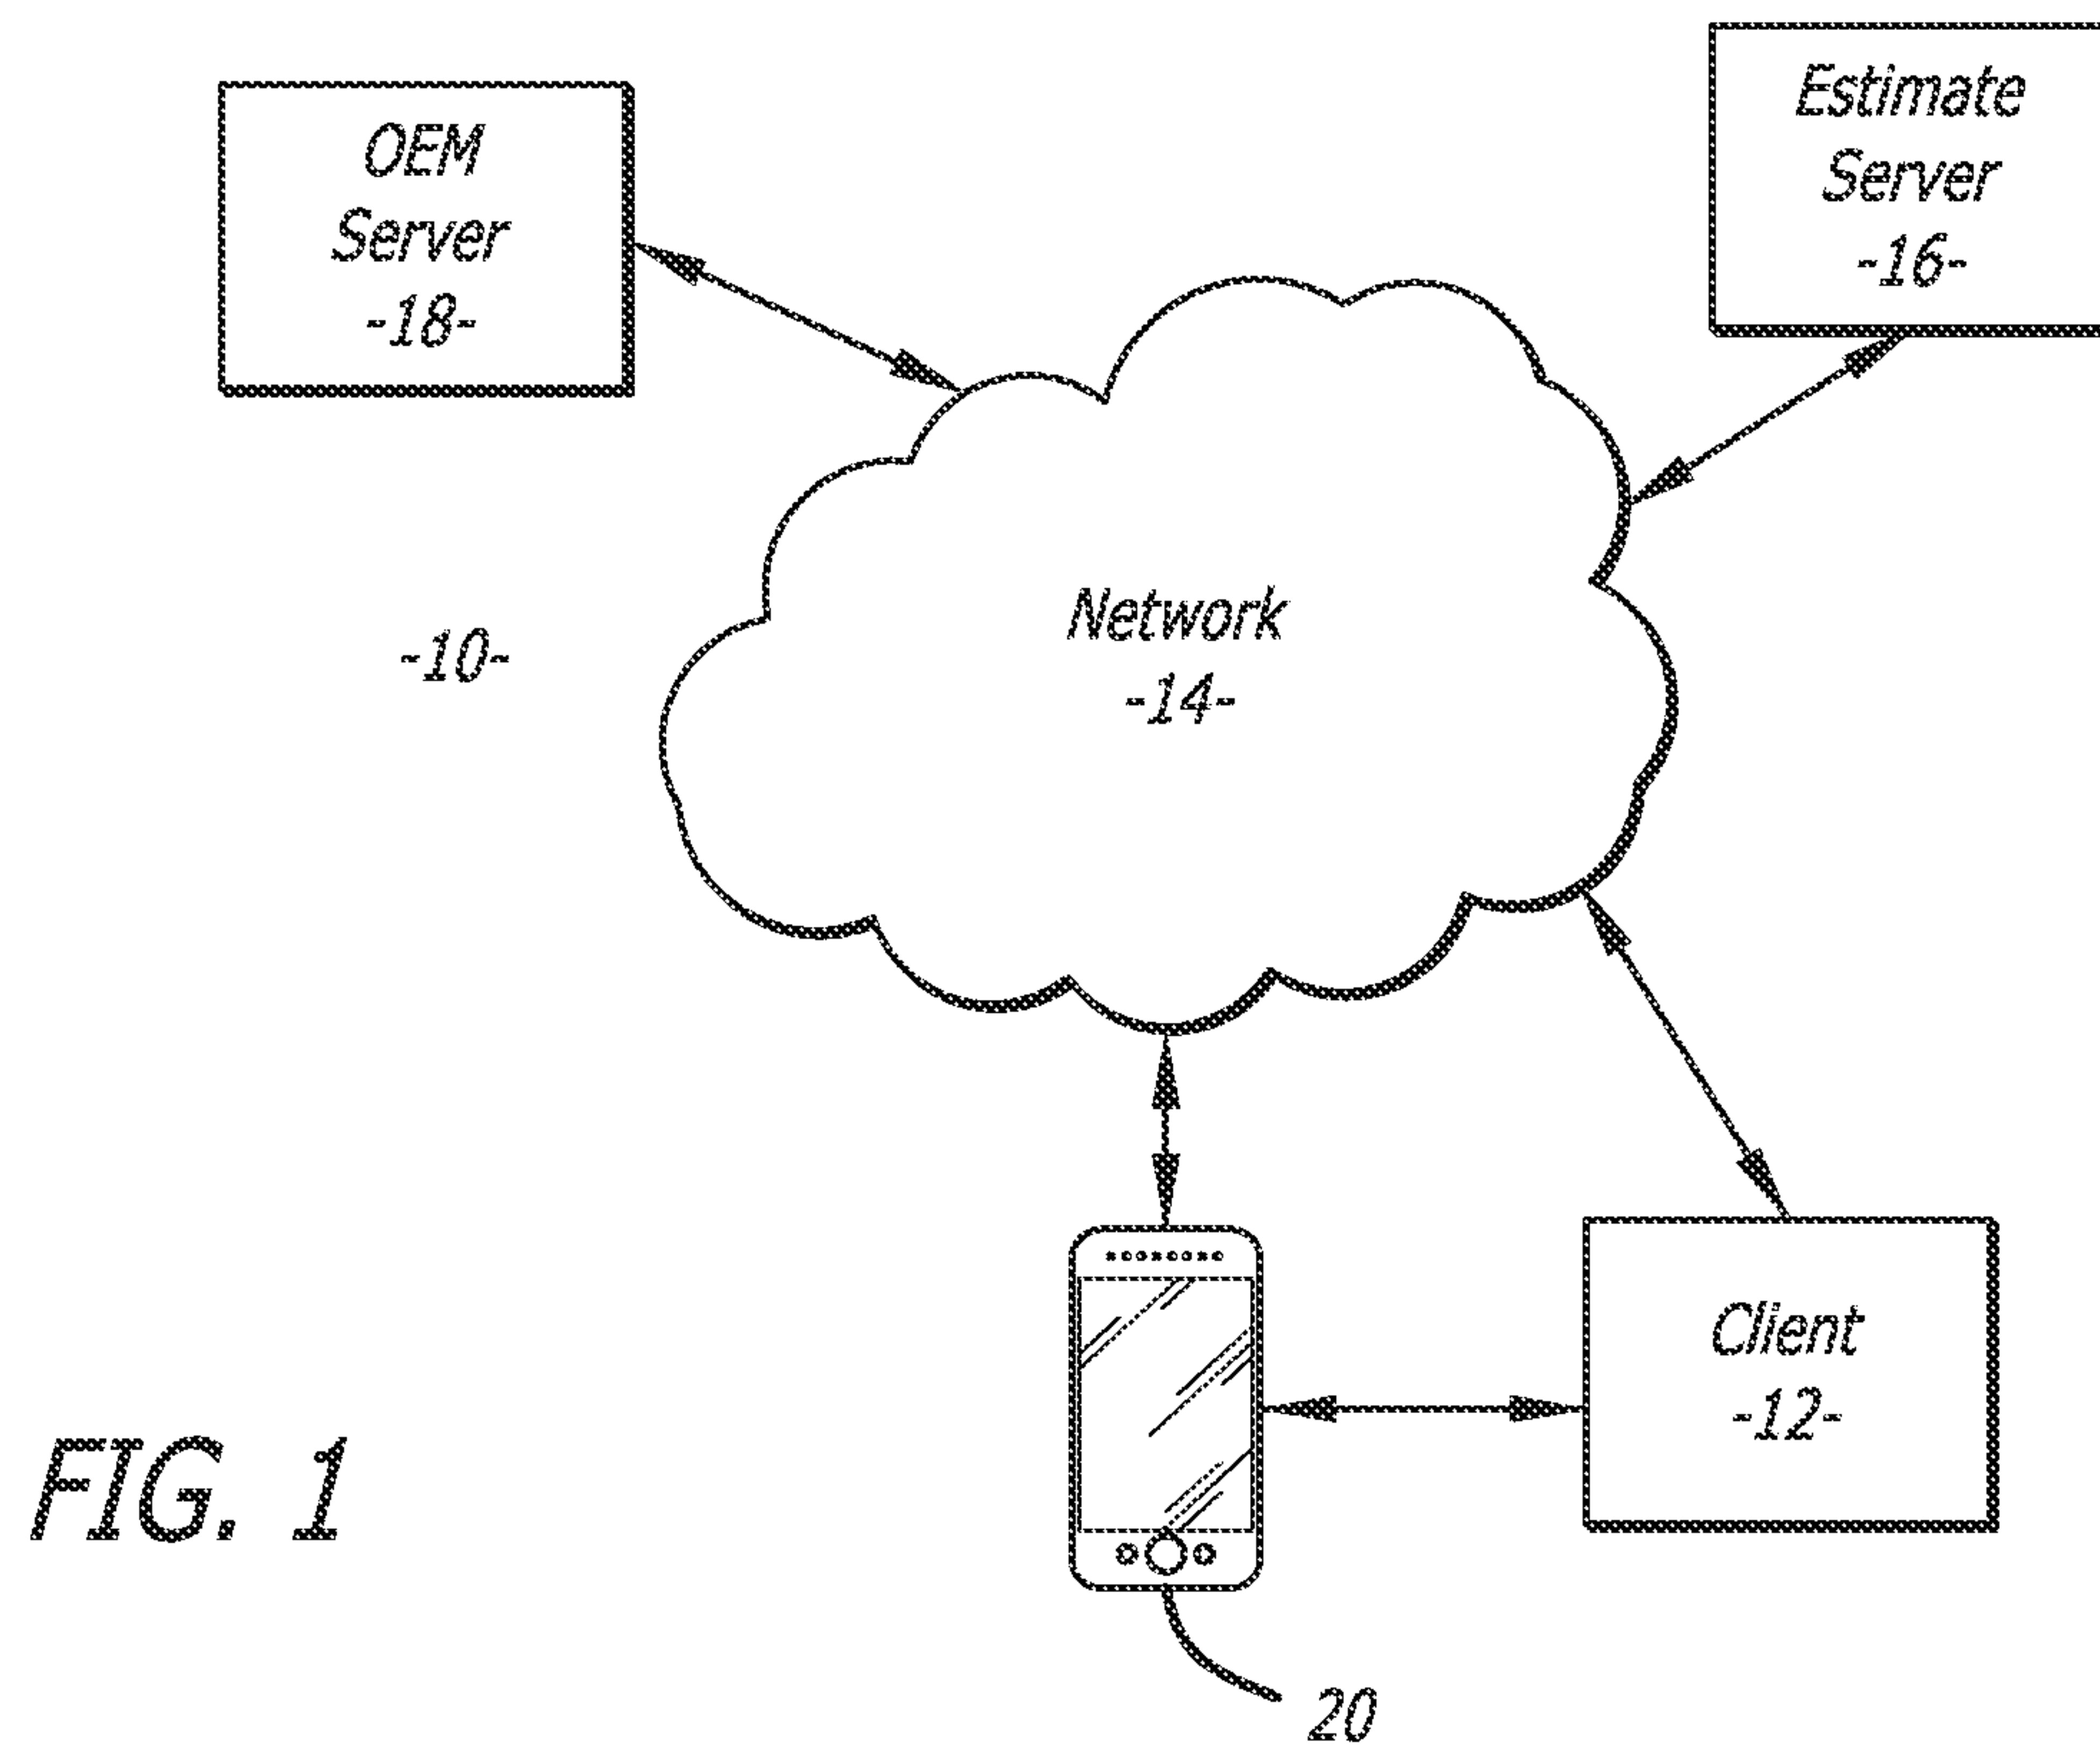 OEM
Server
-18-
Estimate
Server
-16-
Network
-14-
-10-
Client
-12-
FIG. 1
20